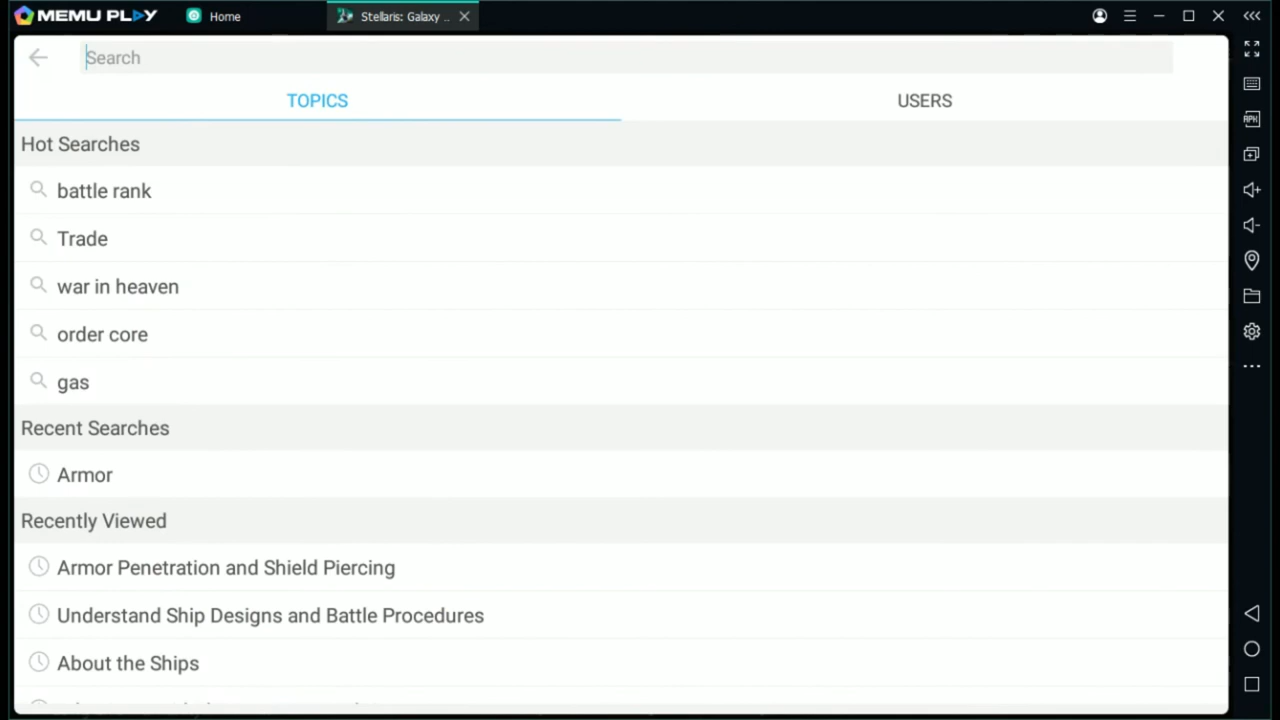 MEMU PLAY
Home
Stellaris: Galaxy ..
Search
TOPICS
USERS
Hot Searches
battle rank
Trade
war in heaven
order core
gas
Recent Searches
Armor
Recently Viewed
Armor Penetration and Shield Piercing
Understand Ship Designs and Battle Procedures
About the Ships
APK